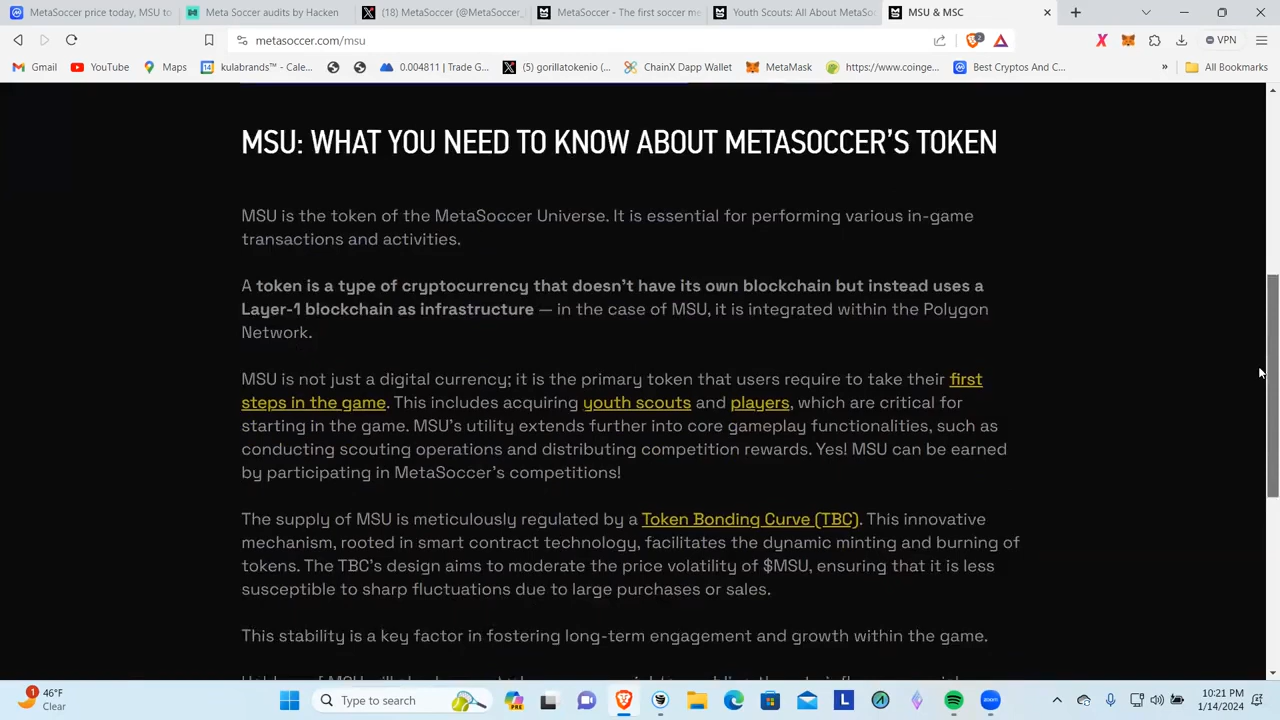 MetaSoccer price today, MSU to
Meta Soccer audits by Hacken
(18) MetaSoccer (@MetaSoccer_
MetaSoccer - The first soccer me
Youth Scouts: All About MetaSo
MSU & MSC
metasoccer.com/msu
2
VPN
Gmail
YouTube
Maps
kulabrands™ - Cale...
0.004811 | Trade G...
(5) gorillatokenio (...
ChainX Dapp Wallet
MetaMask
https://www.coinge...
Best Cryptos And C...
All Bookmarks
MSU: WHAT YOU NEED TO KNOW ABOUT METASOCCER'S TOKEN
MSU is the token of the MetaSoccer Universe. It is essential for performing various in-game
transactions and activities.
A token is a type of cryptocurrency that doesn't have its own blockchain but instead uses a
Layer-1 blockchain as infrastructure — in the case of MSU, it is integrated within the Polygon
Network.
MSU is not just a digital currency; it is the primary token that users require to take their first
steps in the game. This includes acquiring youth scouts and players, which are critical for
starting in the game. MSU's utility extends further into core gameplay functionalities, such as
conducting scouting operations and distributing competition rewards. Yes! MSU can be earned
by participating in MetaSoccer's competitions!
The supply of MSU is meticulously regulated by a Token Bonding Curve (TBC). This innovative
mechanism, rooted in smart contract technology, facilitates the dynamic minting and burning of
tokens. The TBC's design aims to moderate the price volatility of $MSU, ensuring that it is less
susceptible to sharp fluctuations due to large purchases or sales.
This stability is a key factor in fostering long-term engagement and growth within the game.
1
46°F
Clear
Type to search
PRE
L
10:21 PM
1/14/2024